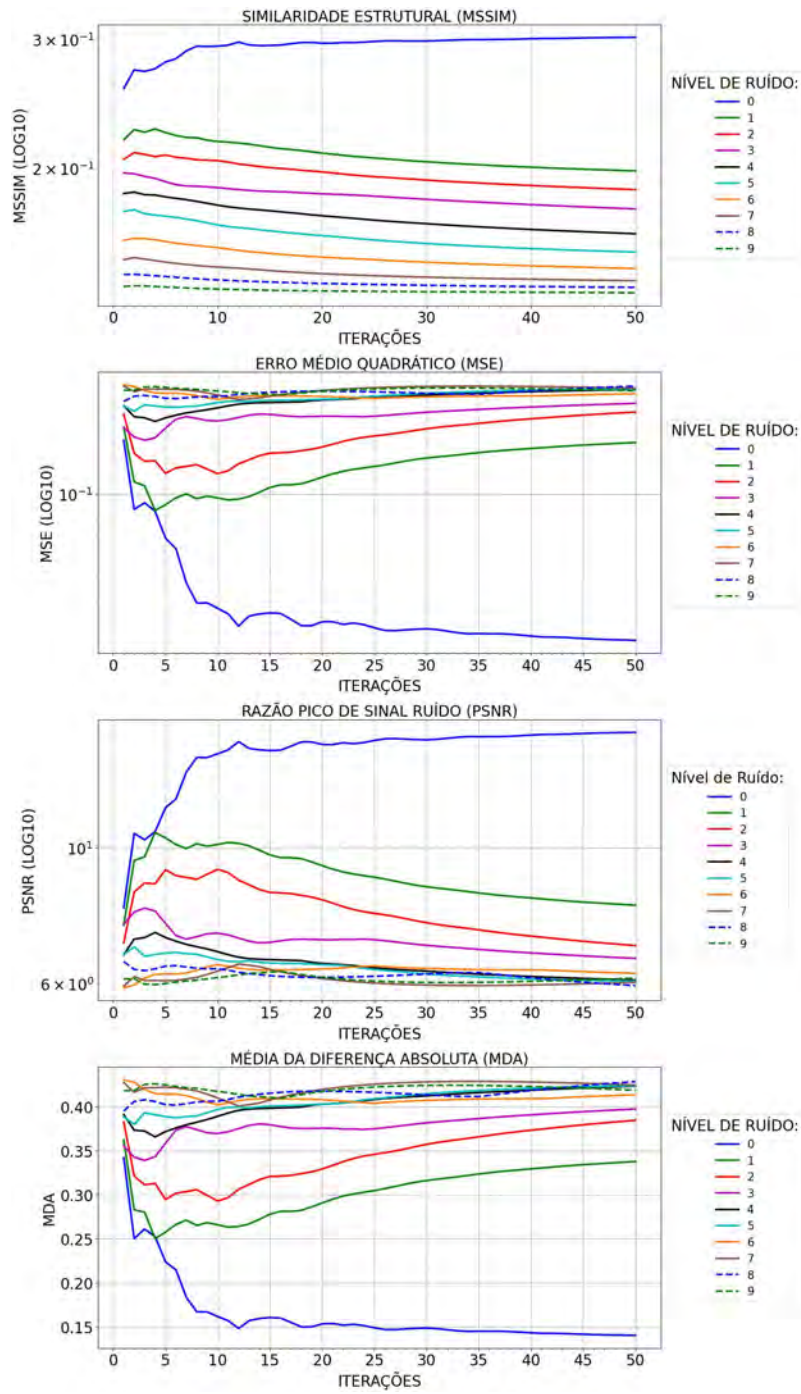 SIMILARIDADE ESTRUTURAL (MSSIM)
3 × 10⁻¹
2 × 10⁻¹
MSSIM (LOG10)
0 10 20 30 40 50
ITERAÇÕES
NÍVEL DE RUÍDO:
0
1
2
3
4
5
6
7
8
9
ERRO MÉDIO QUADRÁTICO (MSE)
10⁻¹
MSE (LOG10)
0 5 10 15 20 25 30 35 40 45 50
ITERAÇÕES
NÍVEL DE RUÍDO:
0
1
2
3
4
5
6
7
8
9
RAZÃO PICO DE SINAL RUÍDO (PSNR)
10¹
6 × 10⁰
PSNR (LOG10)
0 5 10 15 20 25 30 35 40 45 50
ITERAÇÕES
Nível de Ruído:
0
1
2
3
4
5
6
7
8
9
MÉDIA DA DIFERENÇA ABSOLUTA (MDA)
0.40
0.35
0.30
0.25
0.20
0.15
MDA
0 5 10 15 20 25 30 35 40 45 50
ITERAÇÕES
NÍVEL DE RUÍDO:
0
1
2
3
4
5
6
7
8
9